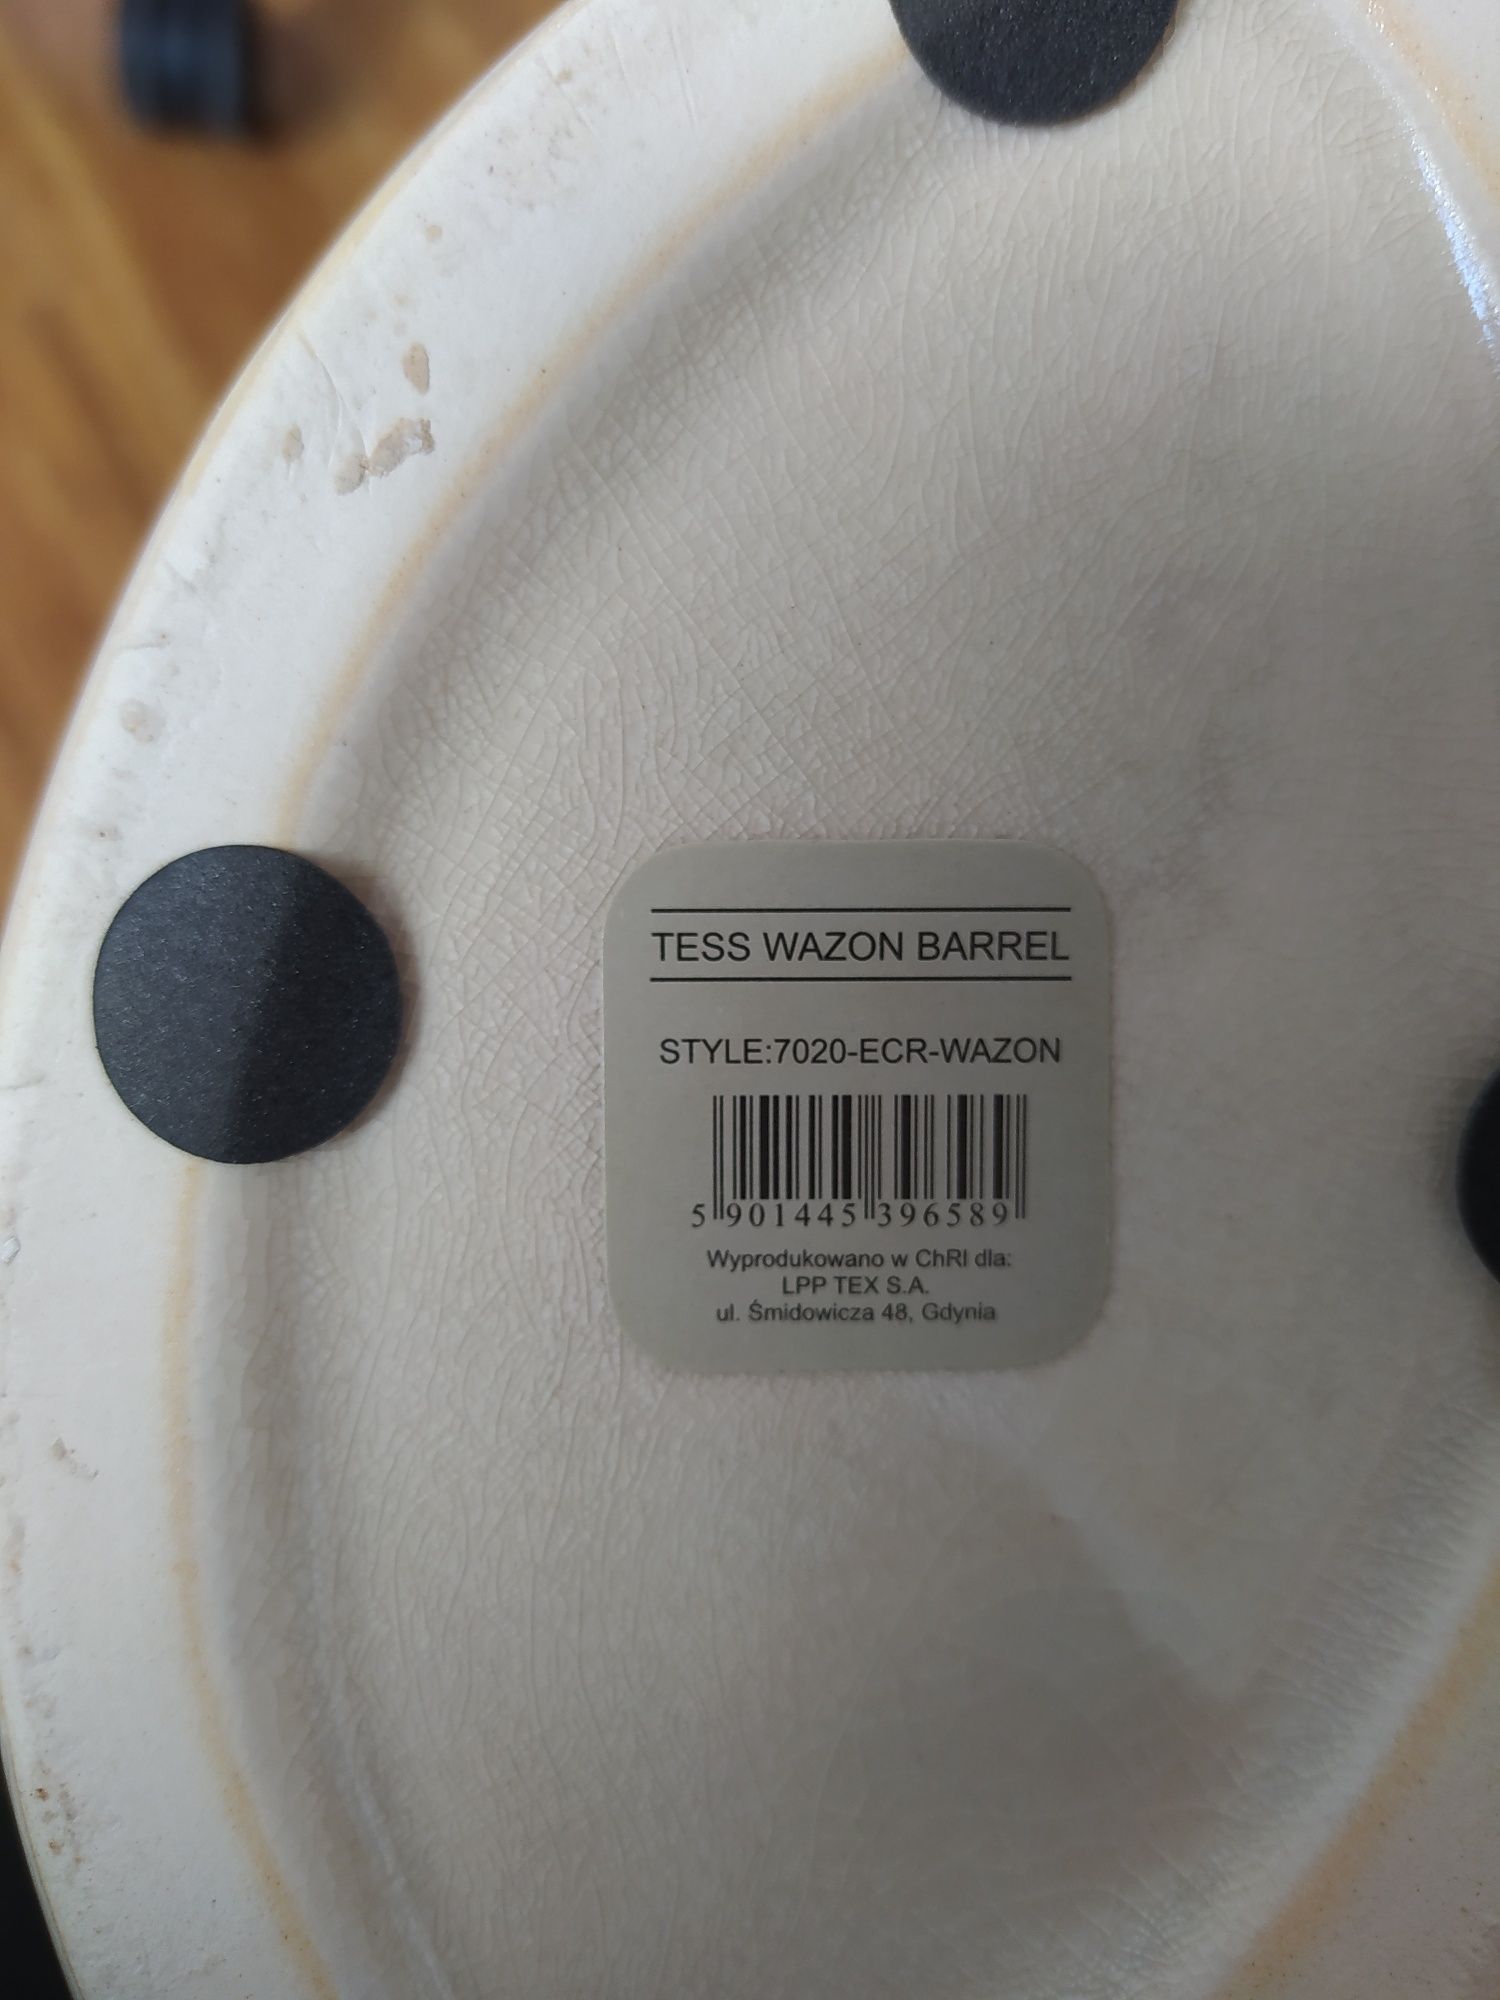 TESS WAZON BARREL
STYLE:7020-ECR-WAZON
5 901445 396589
Wyprodukowano w ChRl dla:
LPP TEX S.A.
ul. Śmidowicza 48, Gdynia